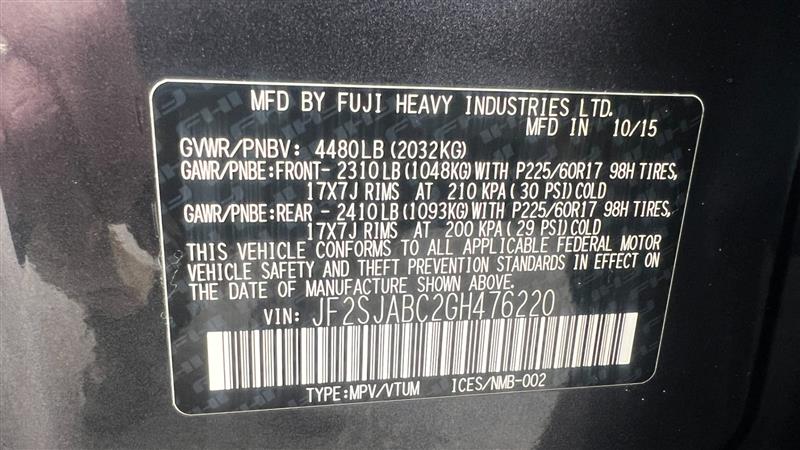 MFD BY FUJI HEAVY INDUSTRIES LTD.
MFD IN 10/15
GVWR/PNBV: 4480LB(2032KG)
GAWR/PNBE:FRONT- 2310LB(1048KG)WITH P225/60R17 98H TIRES,
17X7J RIMS AT 210 KPA(30 PSI)COLD
GAWR/PNBE:REAR - 2410LB(1093KG)WITH P225/60R17 98H TIRES,
17X7J RIMS AT 200 KPA(29 PSI)COLD
THIS VEHICLE CONFORMS TO ALL APPLICABLE FEDERAL MOTOR
VEHICLE SAFETY AND THEFT PREVENTION STANDARDS IN EFFECT ON
THE DATE OF MANUFACTURE SHOWN ABOVE.
VIN: JF2SJABC2GH476220
TYPE:MPV/VTUM ICES/NMB-002